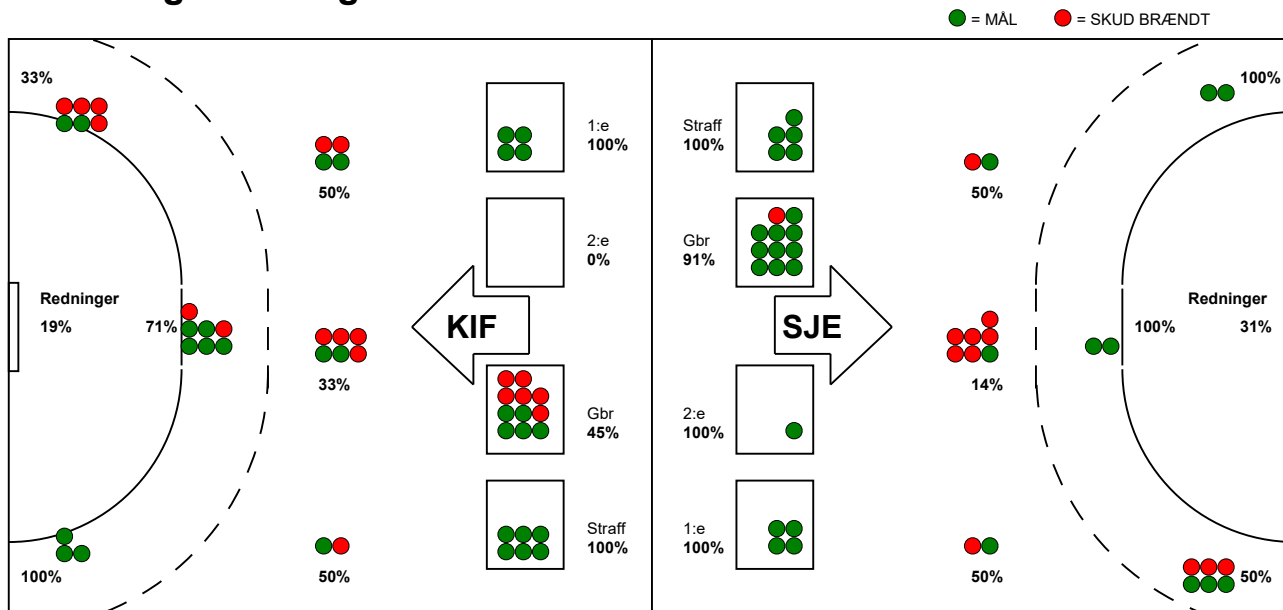 = MÅL = SKUD BRÆNDT
33%
50%
1:e
100%
2:e
0%
Redninger
19%
71%
33%
KIF
Gbr
45%
Straff
100%
100%
50%
Straff
100%
Gbr
91%
SJE
2:e
100%
1:e
100%
100%
50%
Redninger
100%
31%
14%
50%
50%